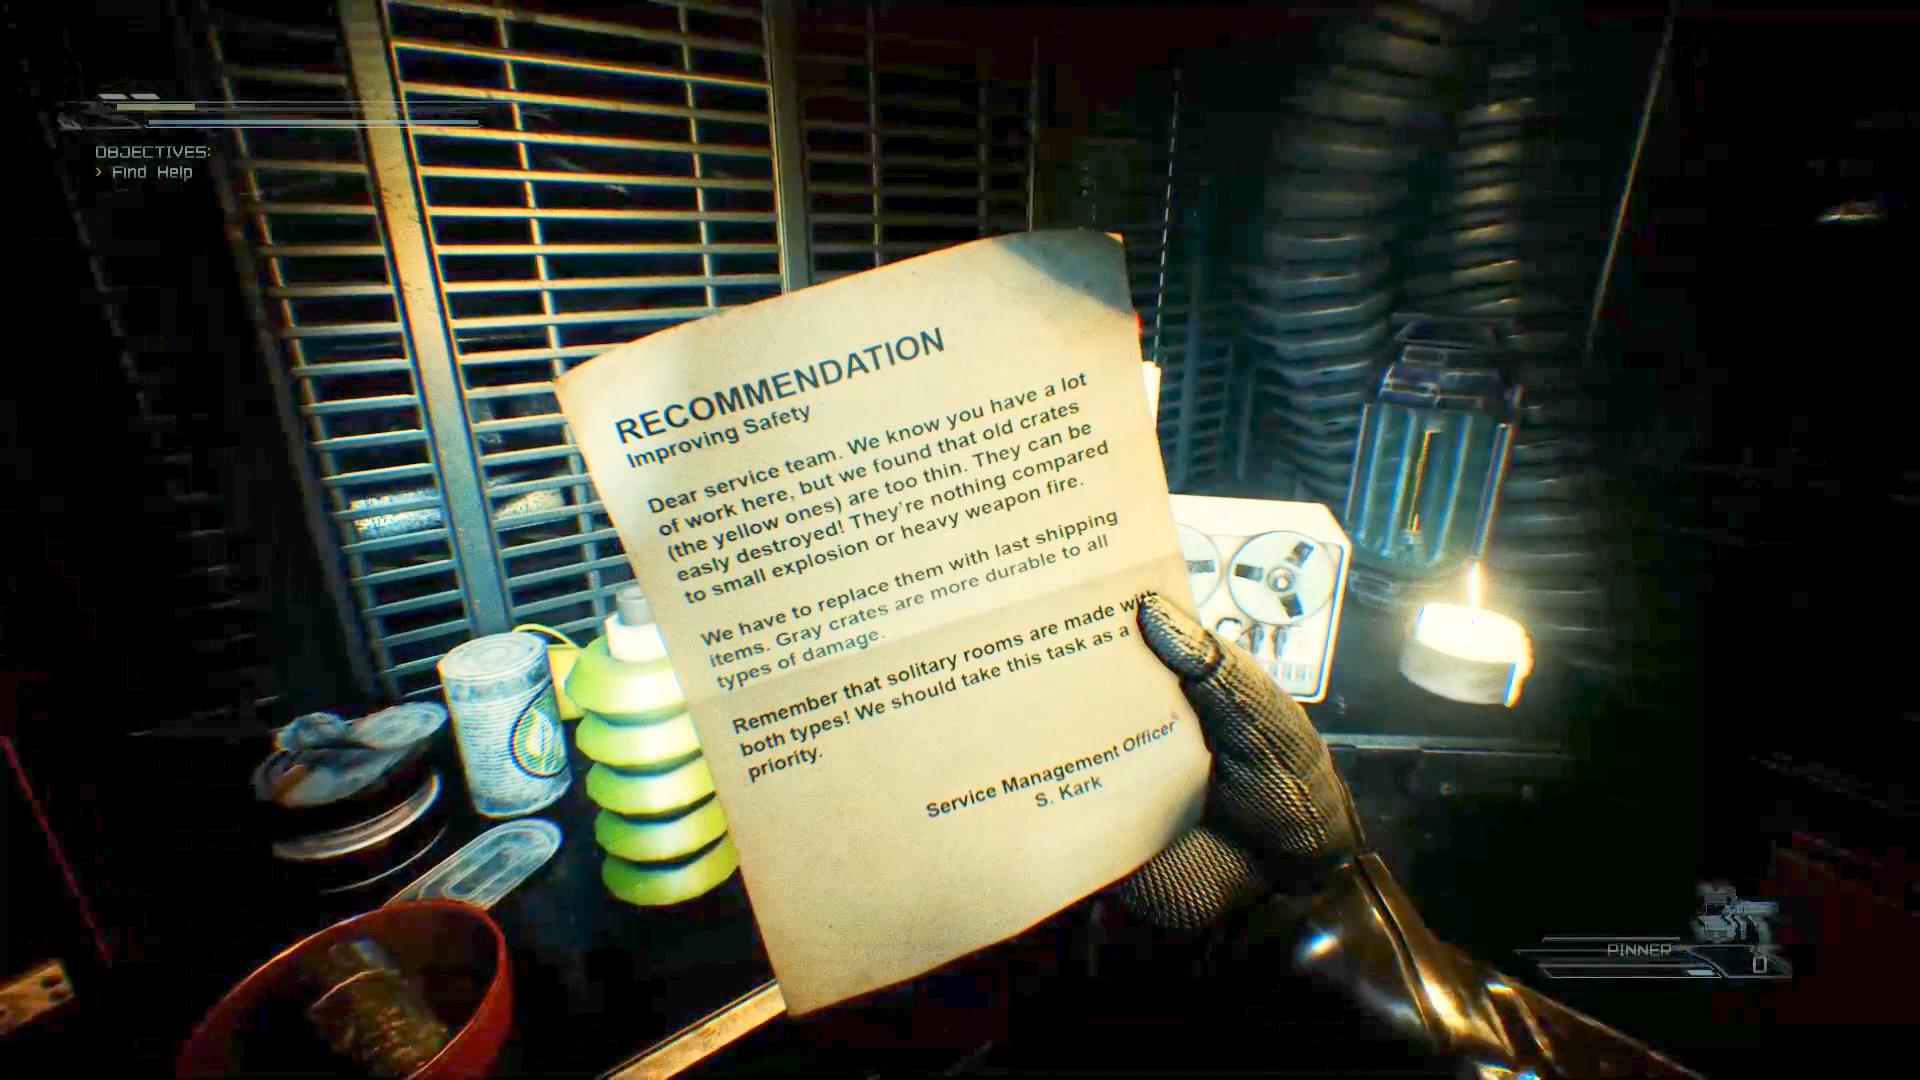 OBJECTIVES:
> Find Help
RECOMMENDATION
Improving Safety
Dear service team. We know you have a lot
of work here, but we found that old crates
(the yellow ones) are too thin. They can be
easly destroyed! They're nothing compared
to small explosion or heavy weapon fire.
We have to replace them with last shipping
items. Gray crates are more durable to all
types of damage.
Remember that solitary rooms are made with
both types! We should take this task as a
priority.
Service Management Officer
S. Kark
PINNER
0